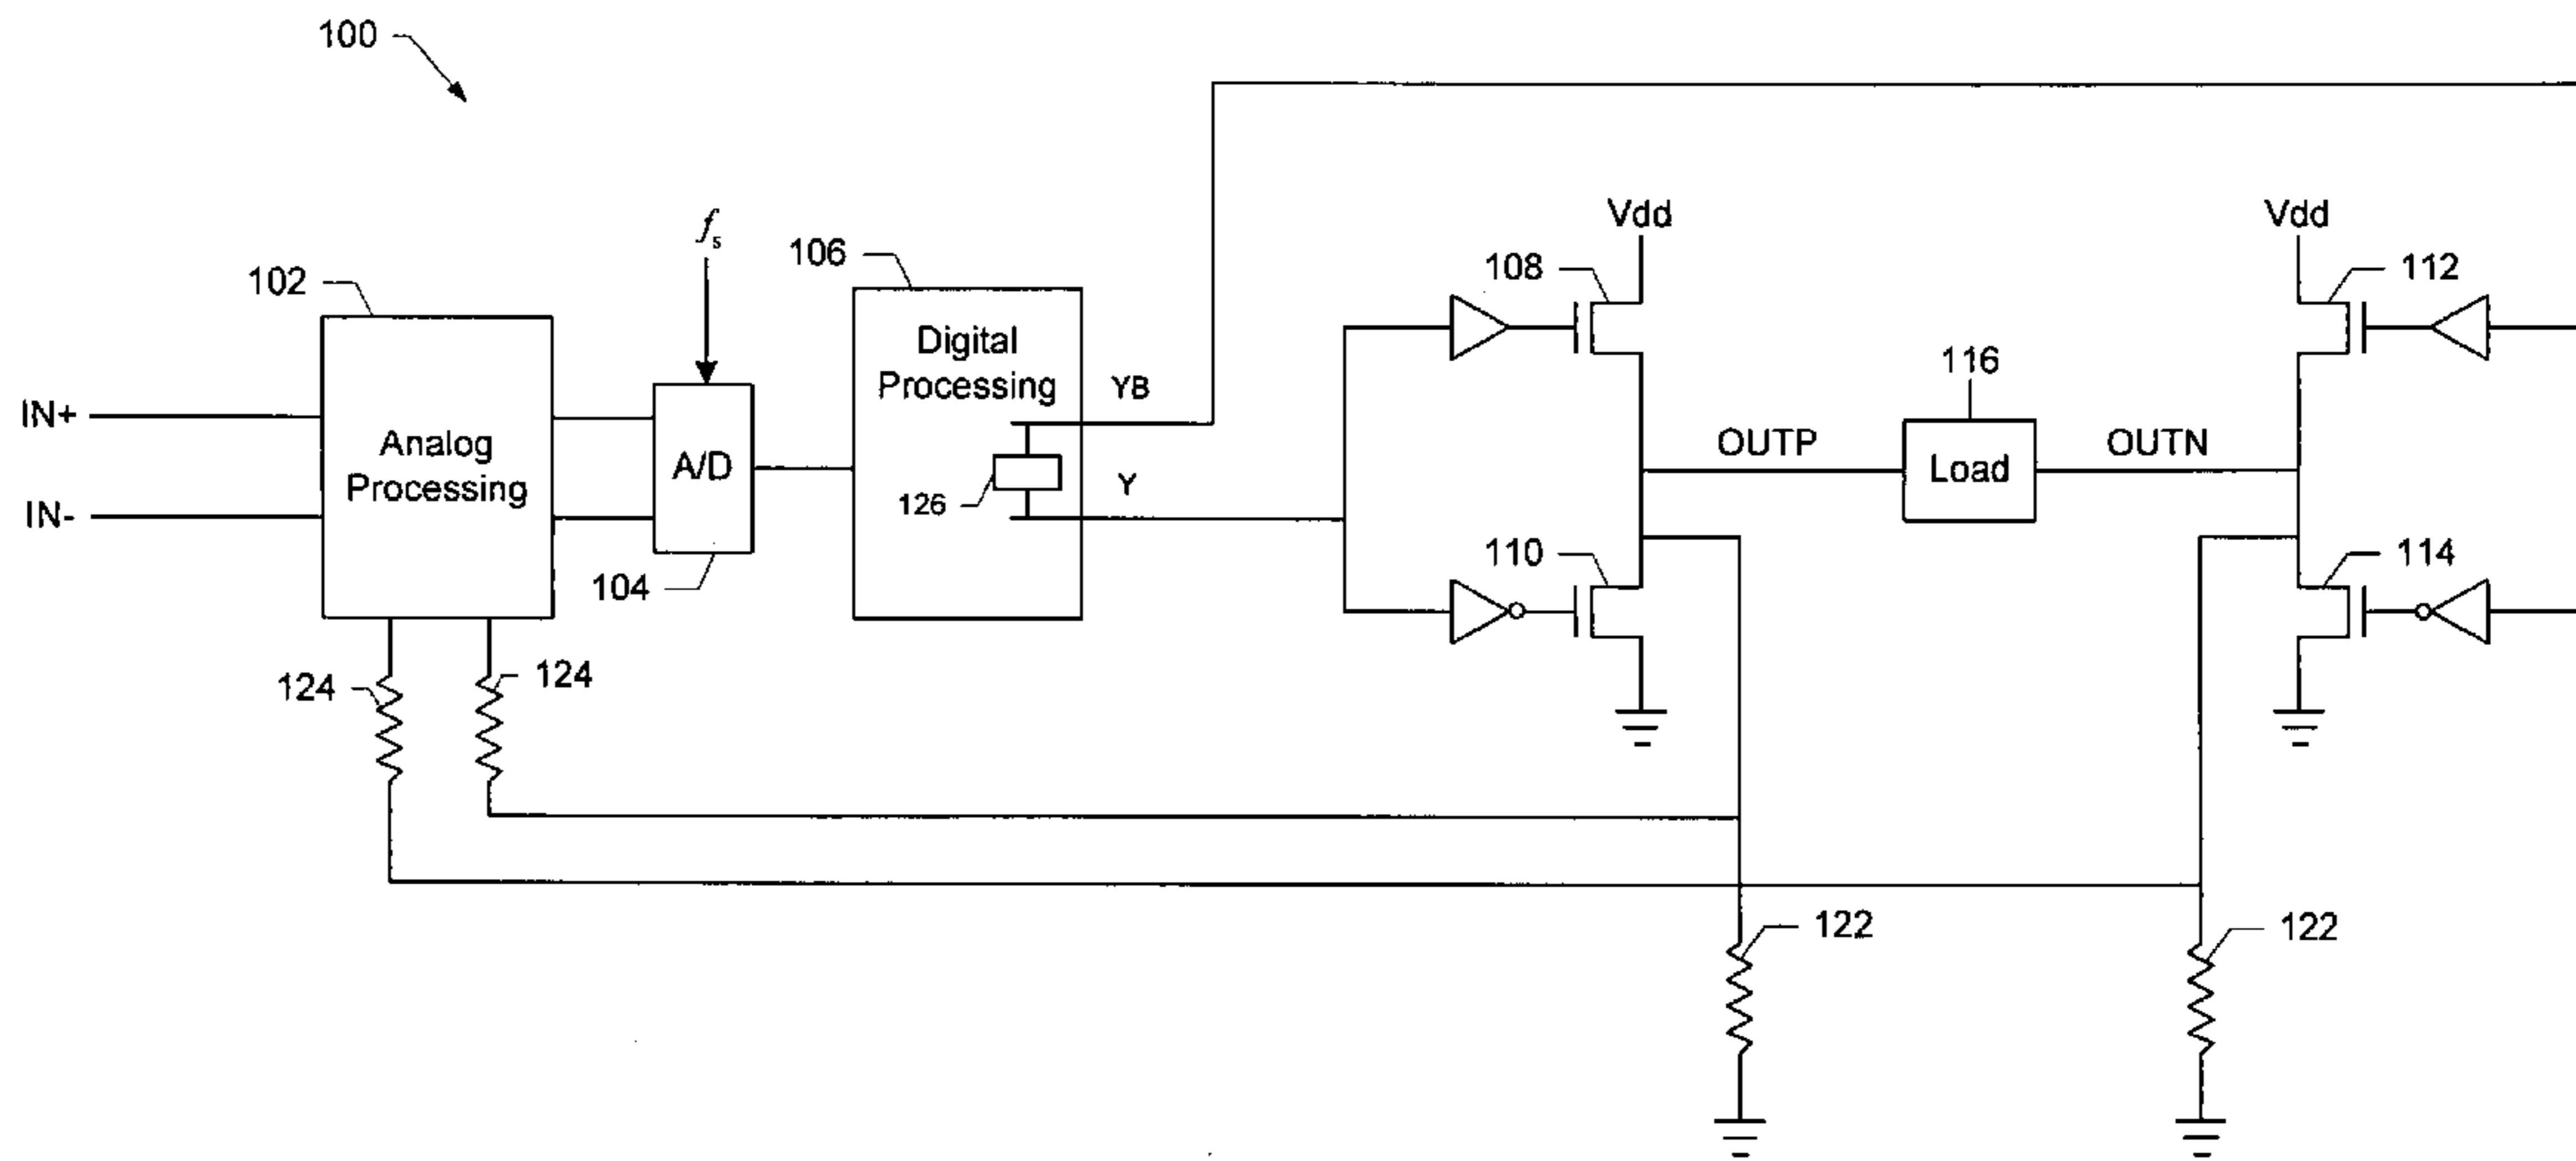 100
Vdd
Vdd
fs
106
108
112
102
Digital
Processing
YB
116
IN+
Analog
Processing
A/D
OUTP
Load
OUTN
126
Y
IN-
104
110
114
124
124
122
122